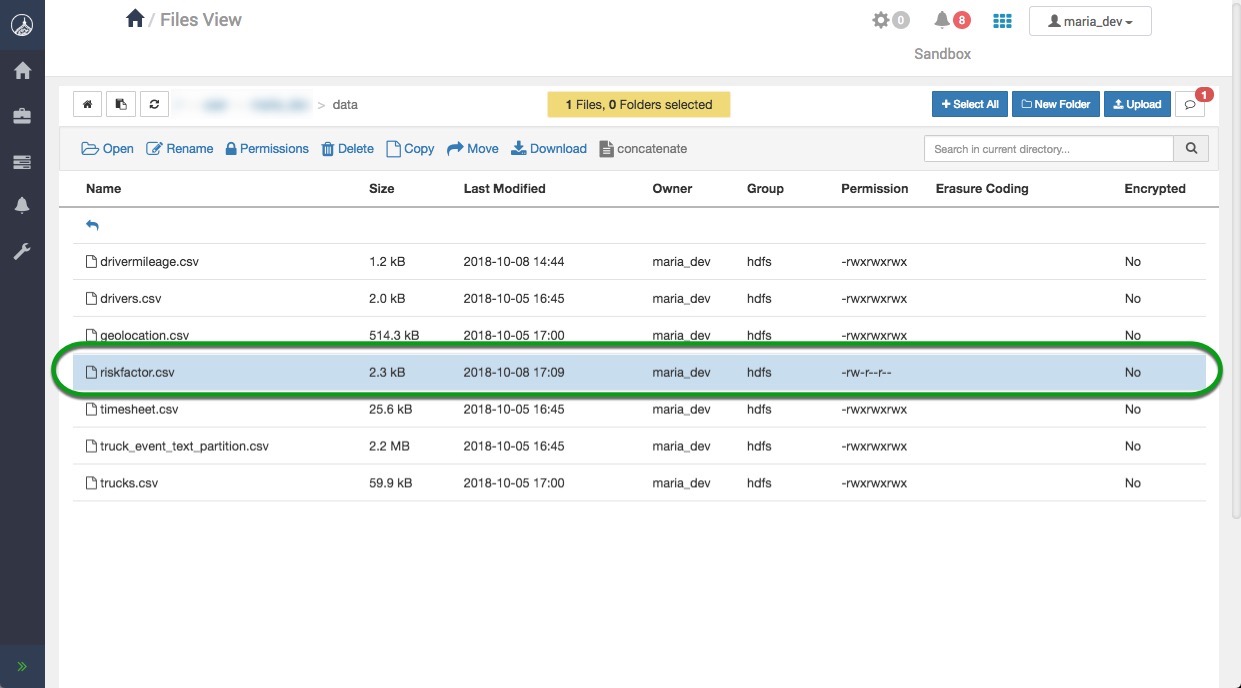 / Files View
0
8
maria_dev
Sandbox
> data
1 Files, 0 Folders selected
Select All
New Folder
Upload
1
Open Rename Permissions Delete Copy Move Download concatenate
Search in current directory...
Name Size Last Modified Owner Group Permission Erasure Coding Encrypted
drivermileage.csv 1.2 kB 2018-10-08 14:44 maria_dev hdfs -rwxrwxrwx No
drivers.csv 2.0 kB 2018-10-05 16:45 maria_dev hdfs -rwxrwxrwx No
geolocation.csv 514.3 kB 2018-10-05 17:00 maria_dev hdfs -rwxrwxrwx No
riskfactor.csv 2.3 kB 2018-10-08 17:09 maria_dev hdfs -rw-r--r-- No
timesheet.csv 25.6 kB 2018-10-05 16:45 maria_dev hdfs -rwxrwxrwx No
truck_event_text_partition.csv 2.2 MB 2018-10-05 16:45 maria_dev hdfs -rwxrwxrwx No
trucks.csv 59.9 kB 2018-10-05 17:00 maria_dev hdfs -rwxrwxrwx No